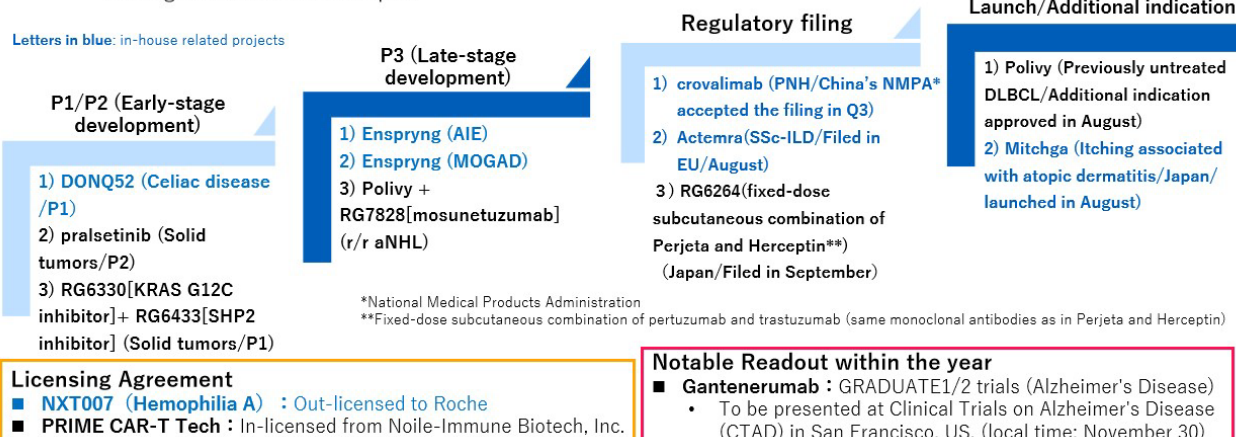 Launch/Additional indication
Regulatory filing
Letters in blue: in-house related projects
P3 (Late-stage
development)
P1/P2 (Early-stage
development)
1) DONQ52 (Celiac disease
/P1)
2) pralsetinib (Solid
tumors/P2)
3) RG6330[KRAS G12C
inhibitor]+ RG6433[SHP2
inhibitor] (Solid tumors/P1)
1) Enspryng (AIE)
2) Enspryng (MOGAD)
3) Polivy +
RG7828[mosunetuzumab]
(r/r aNHL)
1) crovalimab (PNH/China's NMPA*
accepted the filing in Q3)
2) Actemra(SSc-ILD/Filed in
EU/August)
3) RG6264(fixed-dose
subcutaneous combination of
Perjeta and Herceptin**)
(Japan/Filed in September)
1) Polivy (Previously untreated
DLBCL/Additional indication
approved in August)
2) Mitchga (Itching associated
with atopic dermatitis/Japan/
launched in August)
*National Medical Products Administration
**Fixed-dose subcutaneous combination of pertuzumab and trastuzumab (same monoclonal antibodies as in Perjeta and Herceptin)
Licensing Agreement
■ NXT007 (Hemophilia A) : Out-licensed to Roche
■ PRIME CAR-T Tech : In-licensed from Noile-Immune Biotech, Inc.
Notable Readout within the year
■ Gantenerumab : GRADUATE1/2 trials (Alzheimer's Disease)
• To be presented at Clinical Trials on Alzheimer's Disease
(CTAD) in San Francisco, US. (local time: November 30)